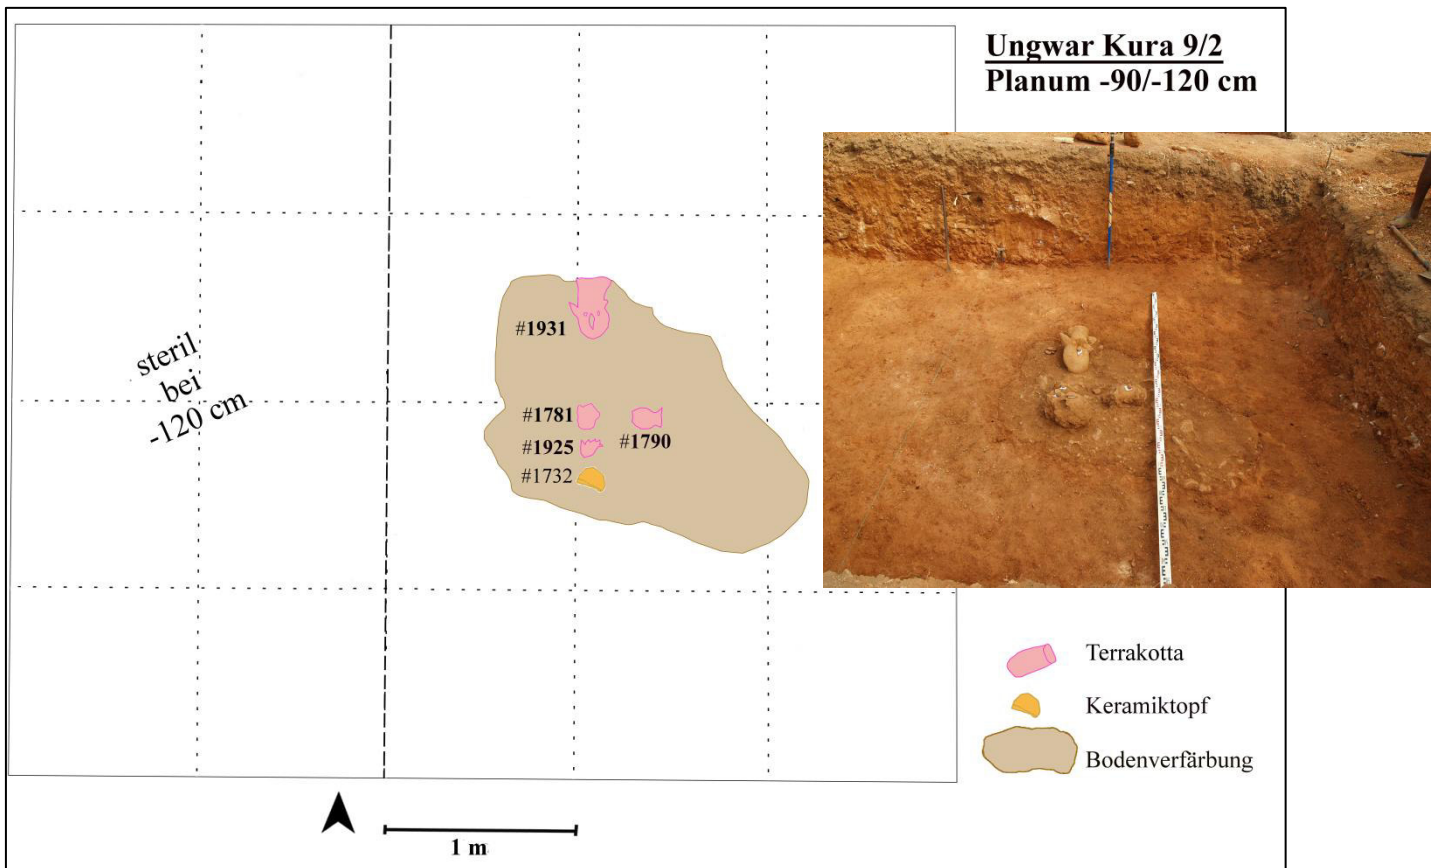 Ungwar Kura 9/2
Planum -90/-120 cm
steril
bei
-120 cm
#1931
#1781
#1790
#1925
#1732
Terrakotta
Keramiktopf
Bodenverfärbung
1 m